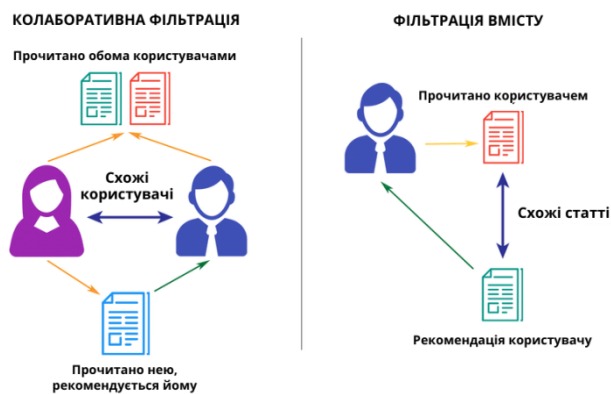 КОЛАБОРАТИВНА ФІЛЬТРАЦІЯ
Прочитано обома користувачами
Схожі
користувачі
Прочитано нею,
рекомендується йому
ФІЛЬТРАЦІЯ ВМІСТУ
Прочитано користувачем
Схожі статті
Рекомендація користувачу